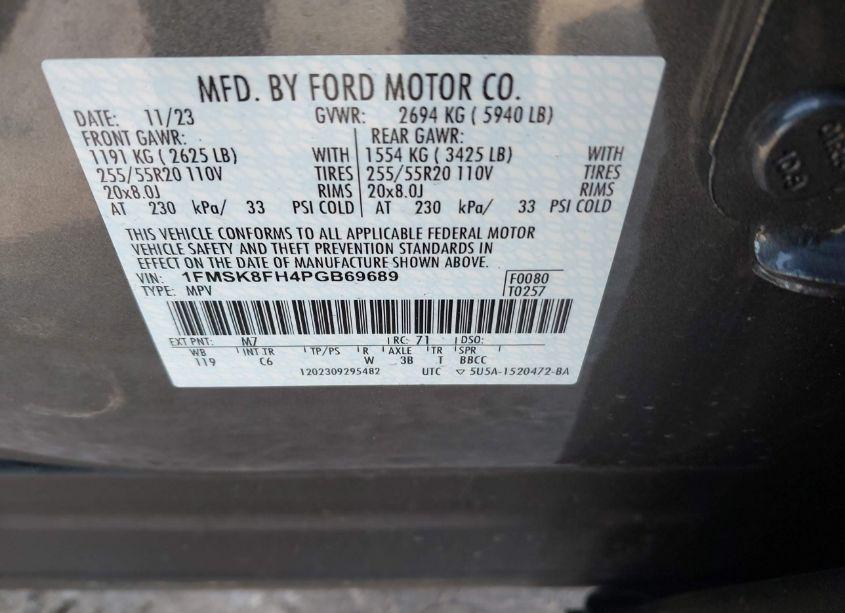 MFD. BY FORD MOTOR CO.
DATE: 11/23 GVWR: 2694 KG ( 5940 LB)
FRONT GAWR: REAR GAWR:
1191 KG ( 2625 LB) WITH 1554 KG ( 3425 LB) WITH
255/55R20 110V TIRES 255/55R20 110V TIRES
20x8.0J RIMS 20x8.0J RIMS
AT 230 kPa/ 33 PSI COLD AT 230 kPa/ 33 PSI COLD
THIS VEHICLE CONFORMS TO ALL APPLICABLE FEDERAL MOTOR
VEHICLE SAFETY AND THEFT PREVENTION STANDARDS IN
EFFECT ON THE DATE OF MANUFACTURE SHOWN ABOVE.
VIN: 1FMSK8FH4PGB69689 F0080
TYPE: MPV T0257
EXT PNT: M7 RC: 71 DSO:
WB INT TR TP/PS R AXLE TR SPR
119 C6 W 3B T BBCC
1202309295482 UTC ▽ 5U5A-1520472-BA